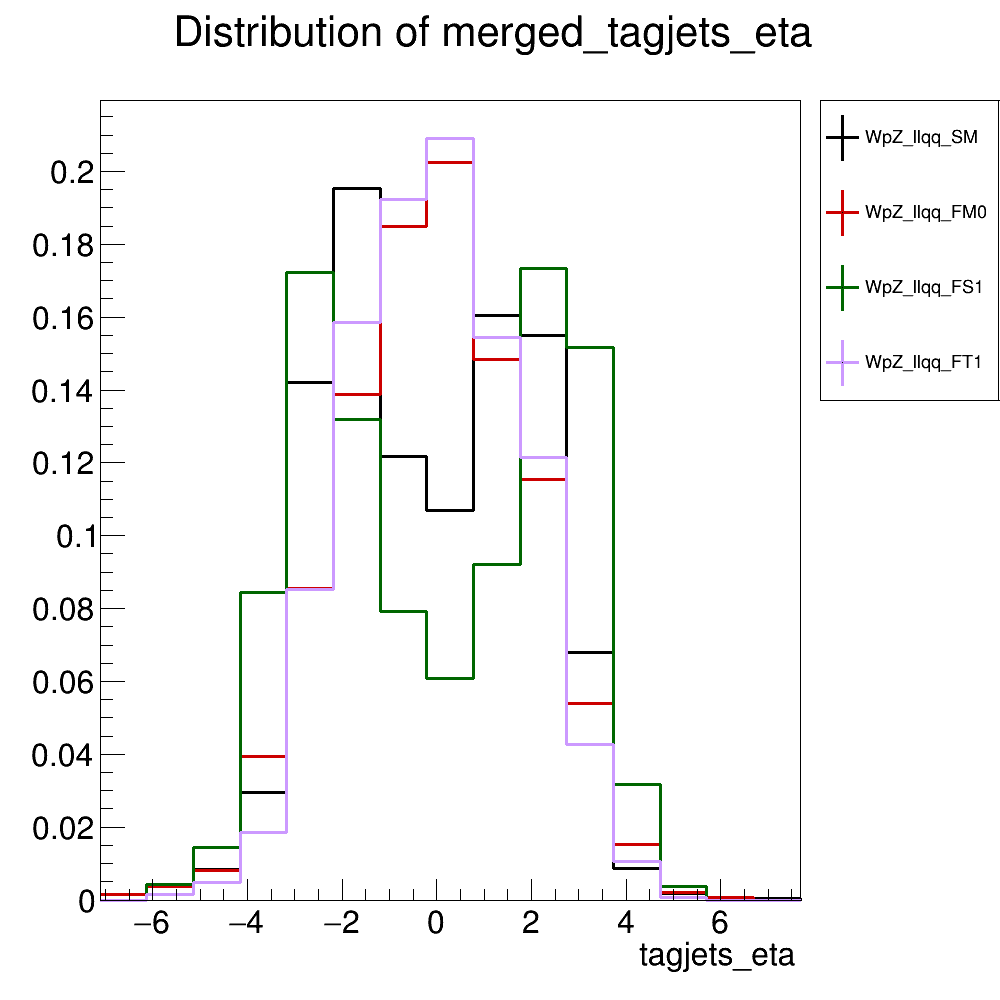 Distribution of merged_tagjets_eta
WpZ_llqq_SM
WpZ_llqq_FM0
WpZ_llqq_FS1
WpZ_llqq_FT1
0.2
0.18
0.16
0.14
0.12
0.1
0.08
0.06
0.04
0.02
0
−6 −4 −2 0 2 4 6
tagjets_eta